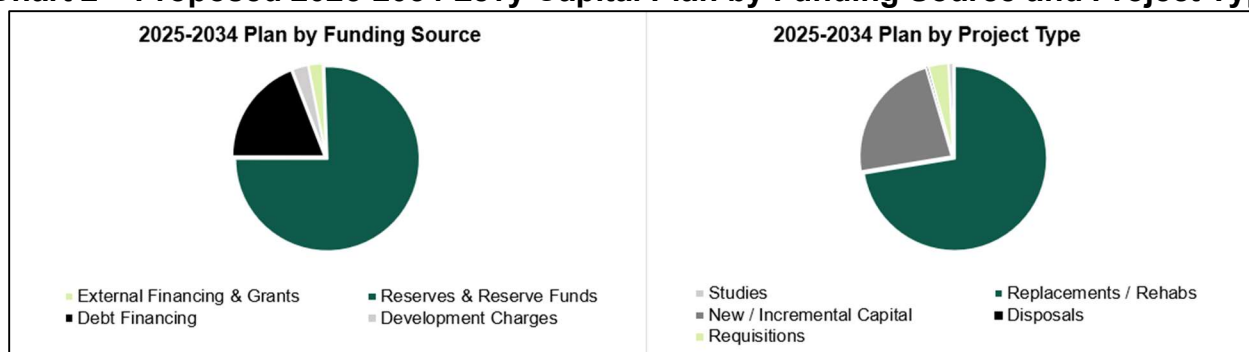 2025-2034 Plan by Funding Source
External Financing & Grants
Reserves & Reserve Funds
Debt Financing
Development Charges
2025-2034 Plan by Project Type
Studies
Replacements / Rehabs
New / Incremental Capital
Disposals
Requisitions